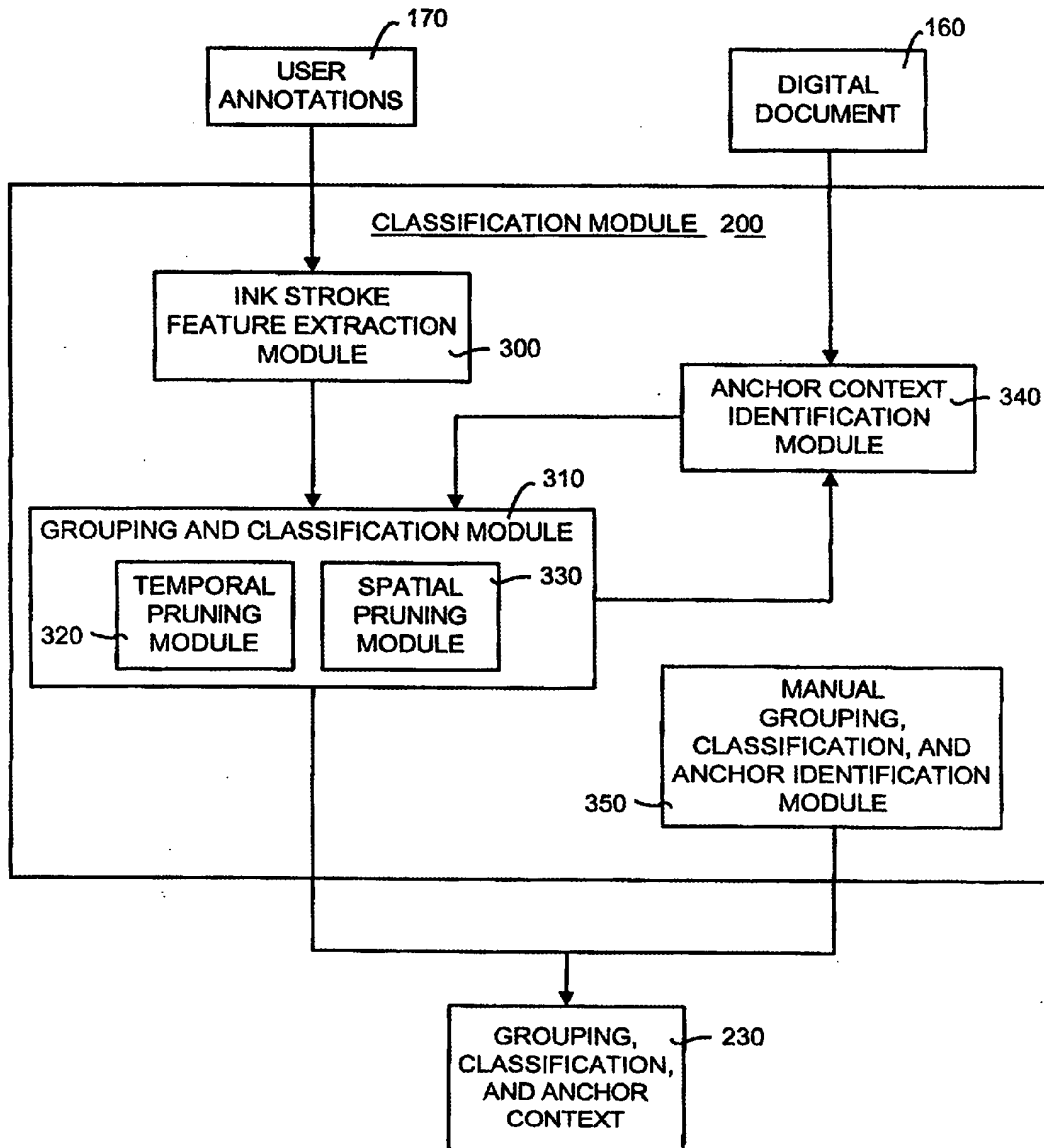 170
USER
ANNOTATIONS
160
DIGITAL
DOCUMENT
CLASSIFICATION MODULE 200
INK STROKE
FEATURE EXTRACTION
MODULE
300
ANCHOR CONTEXT
IDENTIFICATION
MODULE
340
310
GROUPING AND CLASSIFICATION MODULE
TEMPORAL
PRUNING
MODULE
320
SPATIAL
PRUNING
MODULE
330
MANUAL
GROUPING,
CLASSIFICATION, AND
ANCHOR IDENTIFICATION
MODULE
350
GROUPING,
CLASSIFICATION,
AND ANCHOR
CONTEXT
230